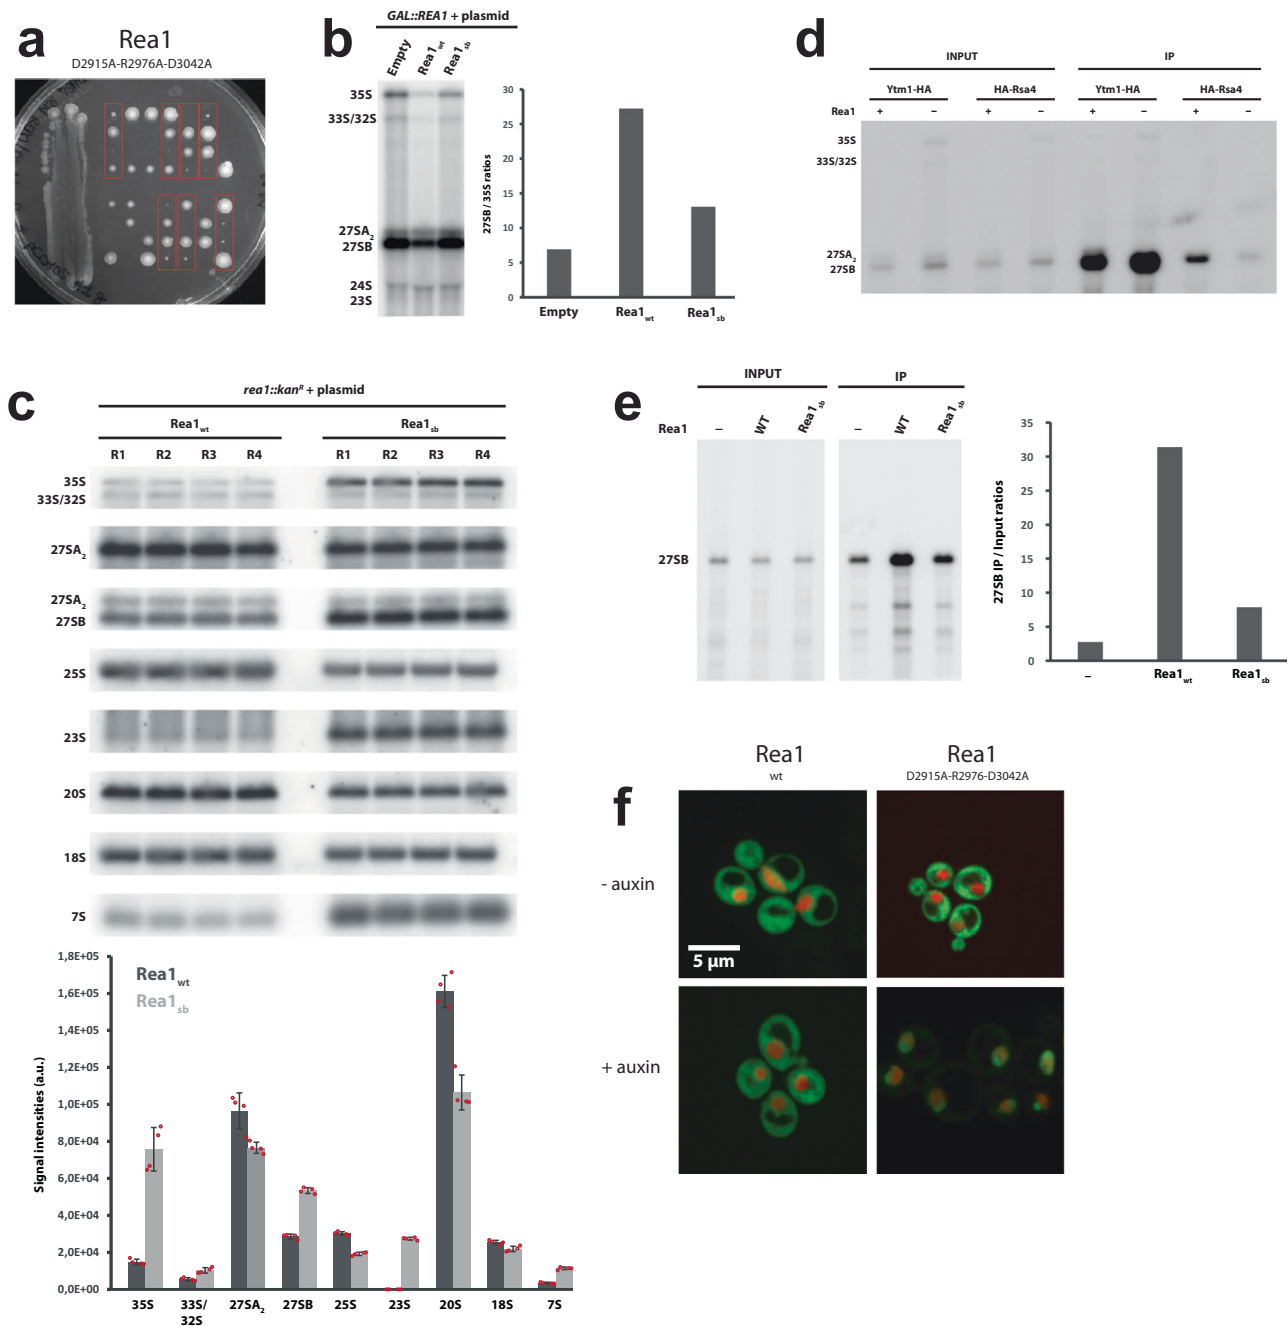 a
Rea1
D2915A-R2976A-D3042A
b
GAL::REA1 + plasmid
Empty
Rea1wt
Rea1sb
35S
33S/32S
27SA2
27SB
24S
23S
27SB / 35S ratios
30
25
20
15
10
5
0
Empty
Rea1wt
Rea1sb
d
INPUT
IP
Ytm1-HA
HA-Rsa4
Ytm1-HA
HA-Rsa4
Rea1
+
–
+
–
+
–
+
–
35S
33S/32S
27SA2
27SB
c
rea1::kanR + plasmid
Rea1wt
Rea1sb
R1
R2
R3
R4
R1
R2
R3
R4
35S
33S/32S
27SA2
27SA2
27SB
25S
23S
20S
18S
7S
Signal intensities (a.u.)
1,8E+05
1,6E+05
1,4E+05
1,2E+05
1,0E+05
8,0E+04
6,0E+04
4,0E+04
2,0E+04
0,0E+00
Rea1wt
Rea1sb
35S
33S/
32S
27SA2
27SB
25S
23S
20S
18S
7S
e
INPUT
IP
Rea1
–
WT
Rea1sb
–
WT
Rea1sb
27SB
27SB IP / Input ratios
35
30
25
20
15
10
5
0
–
Rea1wt
Rea1sb
f
Rea1
wt
Rea1
D2915A-R2976-D3042A
- auxin
5 µm
+ auxin